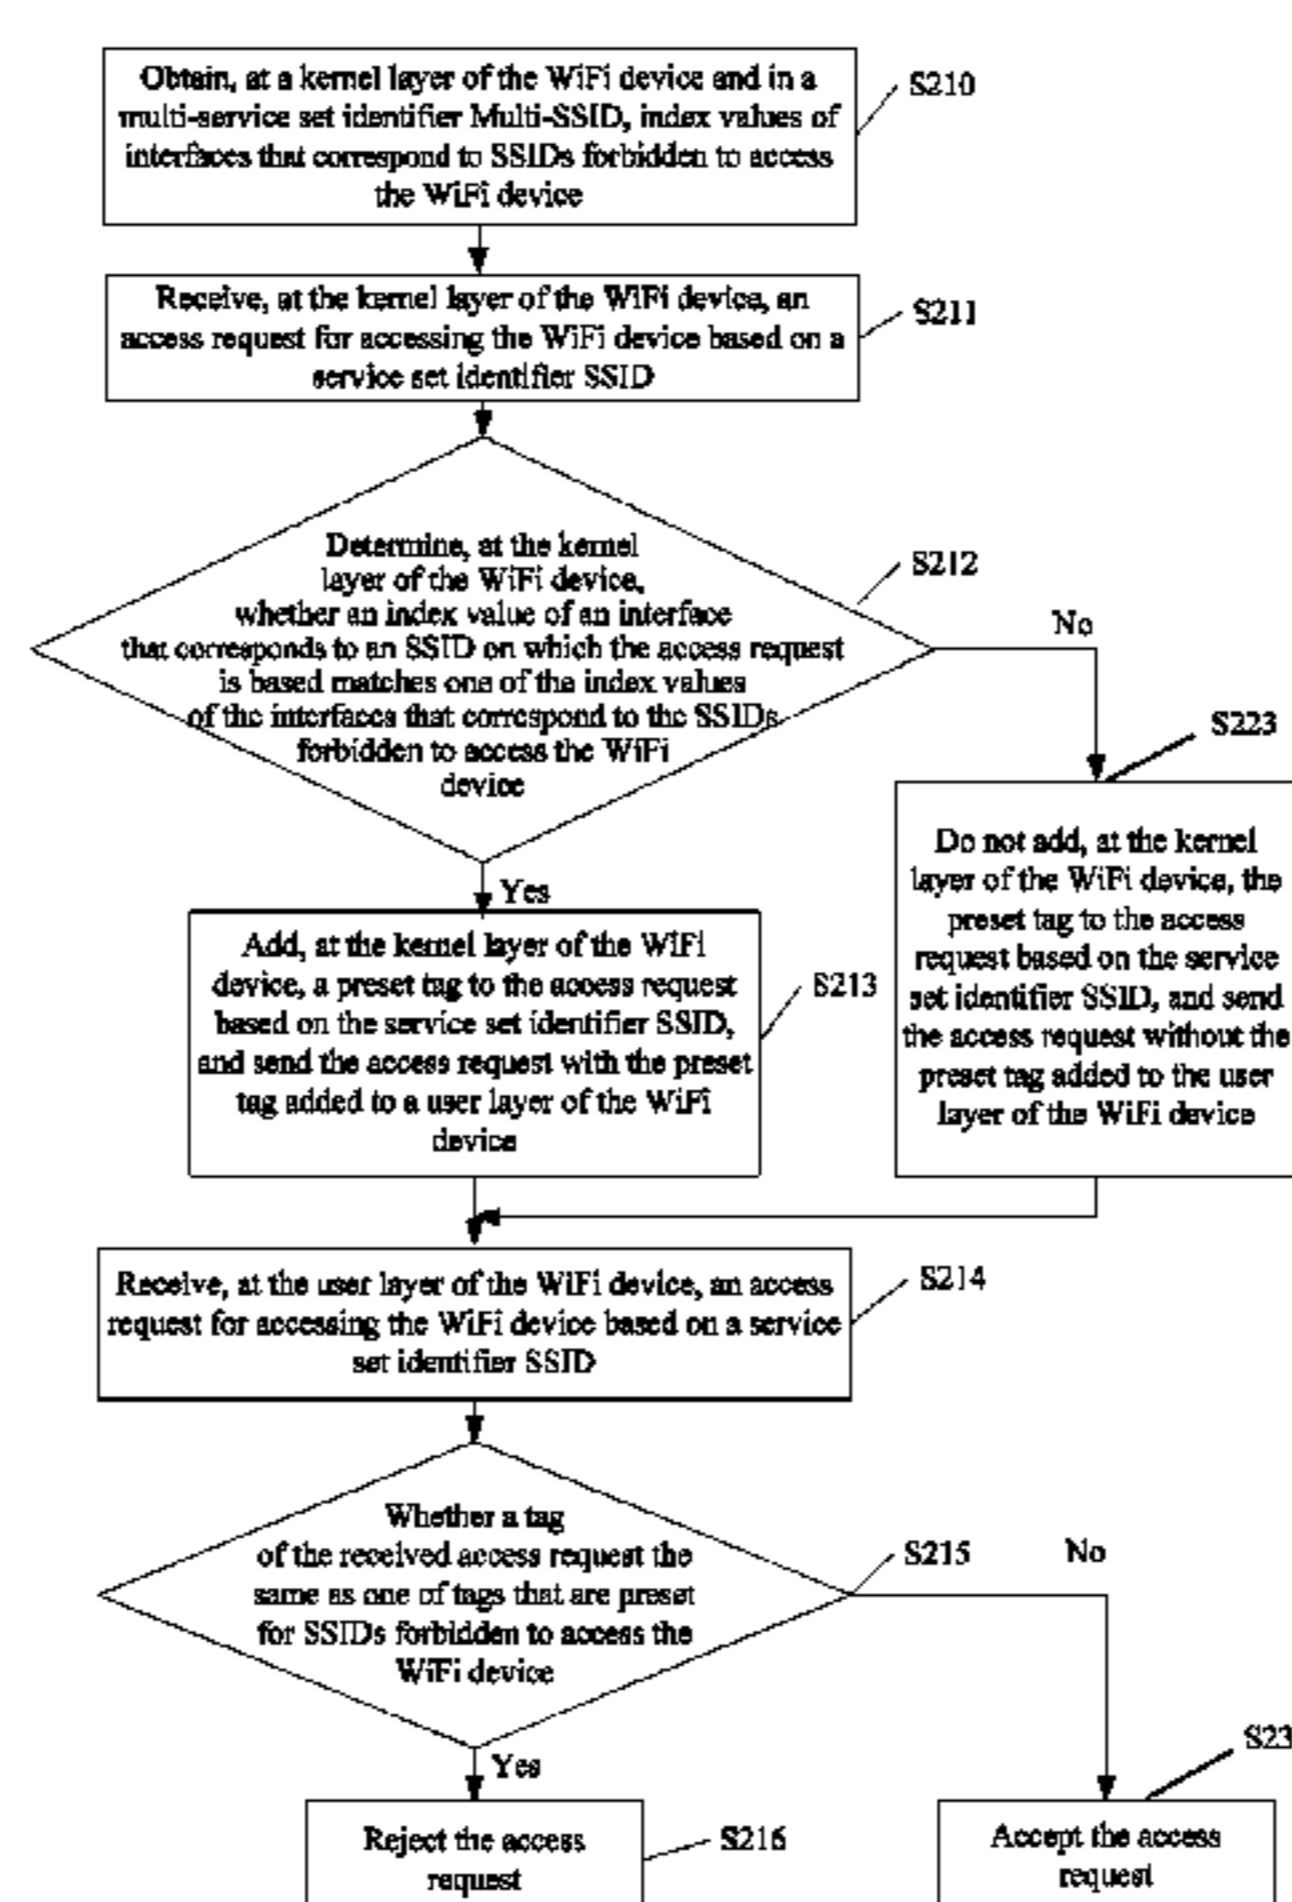 Obtain, at a kernel layer of the WiFi device and in a
multi-service set identifier Multi-SSID, index values of
interfaces that correspond to SSIDs forbidden to access
the WiFi device
S210
Receive, at the kernel layer of the WiFi device, an
access request for accessing the WiFi device based on a
service set identifier SSID
S211
Determine, at the kernel
layer of the WiFi device,
whether an index value of an interface
that corresponds to an SSID on which the access request
is based matches one of the index values
of the interfaces that correspond to the SSIDs
forbidden to access the WiFi
device
S212
No
S223
Do not add, at the kernel
layer of the WiFi device, the
preset tag to the access
request based on the service
set identifier SSID, and send
the access request without the
preset tag added to the user
layer of the WiFi device
Yes
Add, at the kernel layer of the WiFi
device, a preset tag to the access request
based on the service set identifier SSID,
and send the access request with the preset
tag added to a user layer of the WiFi
device
S213
Receive, at the user layer of the WiFi device, an access
request for accessing the WiFi device based on a service
set identifier SSID
S214
Whether a tag
of the received access request the
same as one of tags that are preset
for SSIDs forbidden to access the
WiFi device
S215
No
Yes
S23
Reject the access
request
S216
Accept the access
request